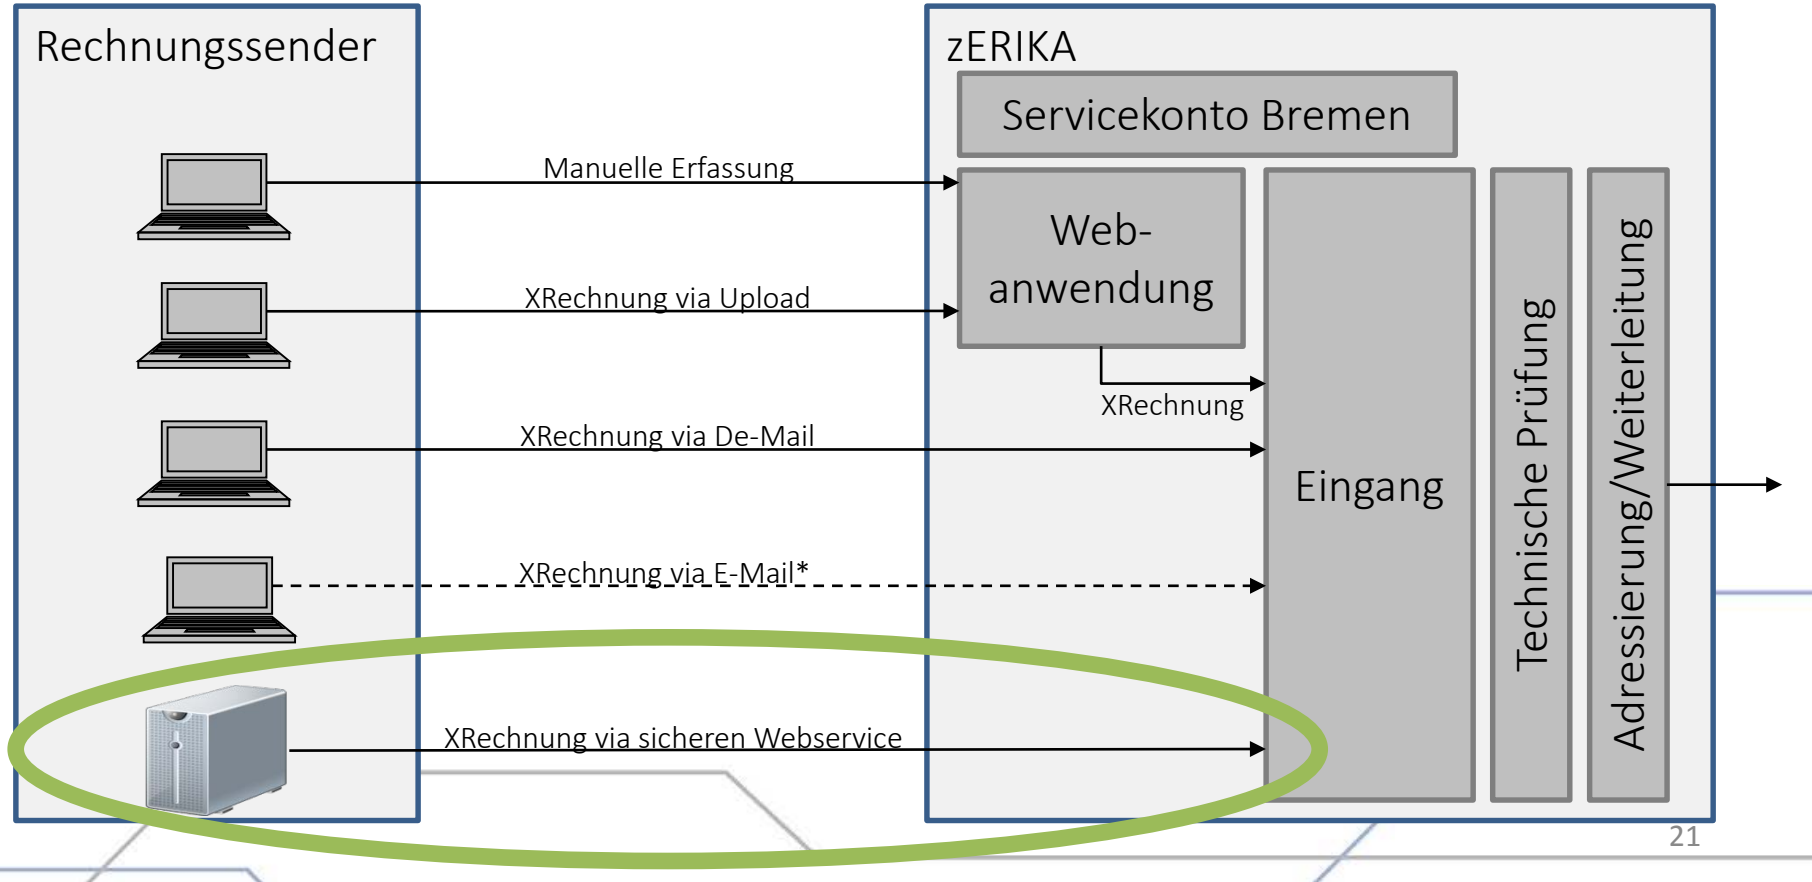 Rechnungssender
zERIKA
Servicekonto Bremen
Manuelle Erfassung
Web-
anwendung
XRechnung via Upload
XRechnung
XRechnung via De-Mail
Eingang
Technische Prüfung
Adressierung/Weiterleitung
XRechnung via E-Mail*
XRechnung via sicheren Webservice
21